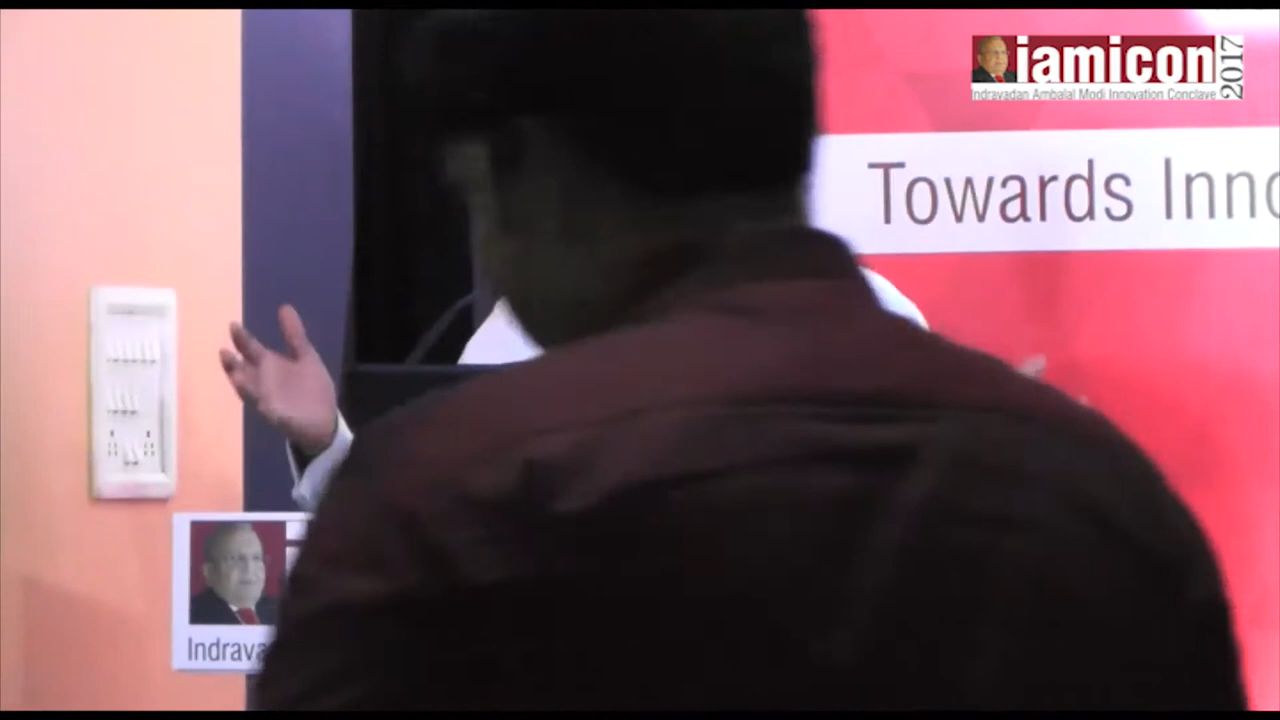 iamicon
2017
Indravadan Ambalal Modi Innovation Conclave
Towards Inno
Indrava